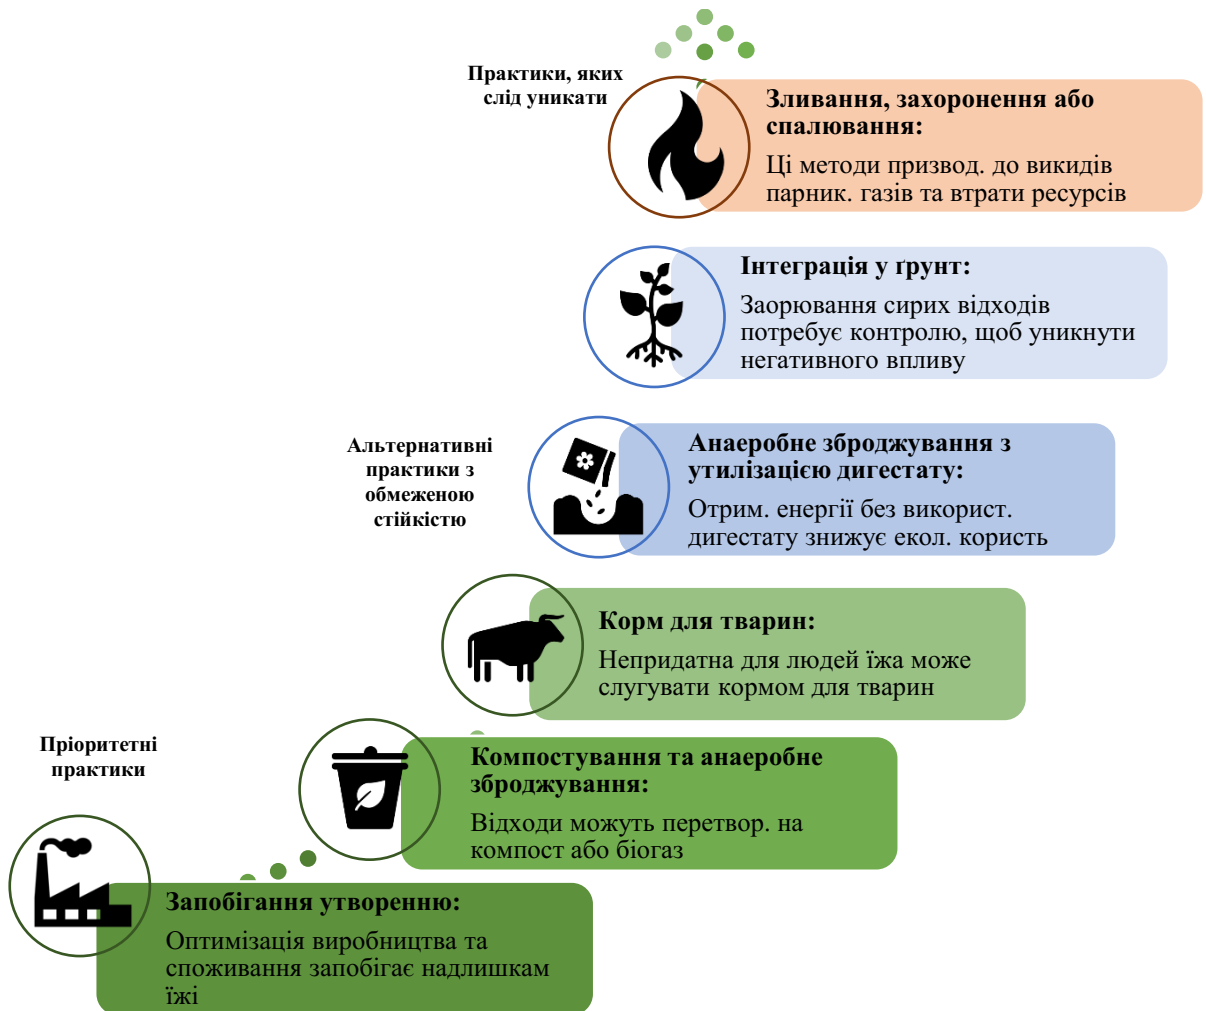 Практики, яких
слід уникати
Зливання, захоронення або
спалювання:
Ці методи призвод. до викидів
парник. газів та втрати ресурсів
Інтеграція у ґрунт:
Заорювання сирих відходів
потребує контролю, щоб уникнути
негативного впливу
Альтернативні
практики з
обмеженою
стійкістю
Анаеробне зброджування з
утилізацією дигестату:
Отрим. енергії без використ.
дигестату знижує екол. користь
Корм для тварин:
Непридатна для людей їжа може
слугувати кормом для тварин
Пріоритетні
практики
Компостування та анаеробне
зброджування:
Відходи можуть перетвор. на
компост або біогаз
Запобігання утворенню:
Оптимізація виробництва та
споживання запобігає надлишкам
їжі